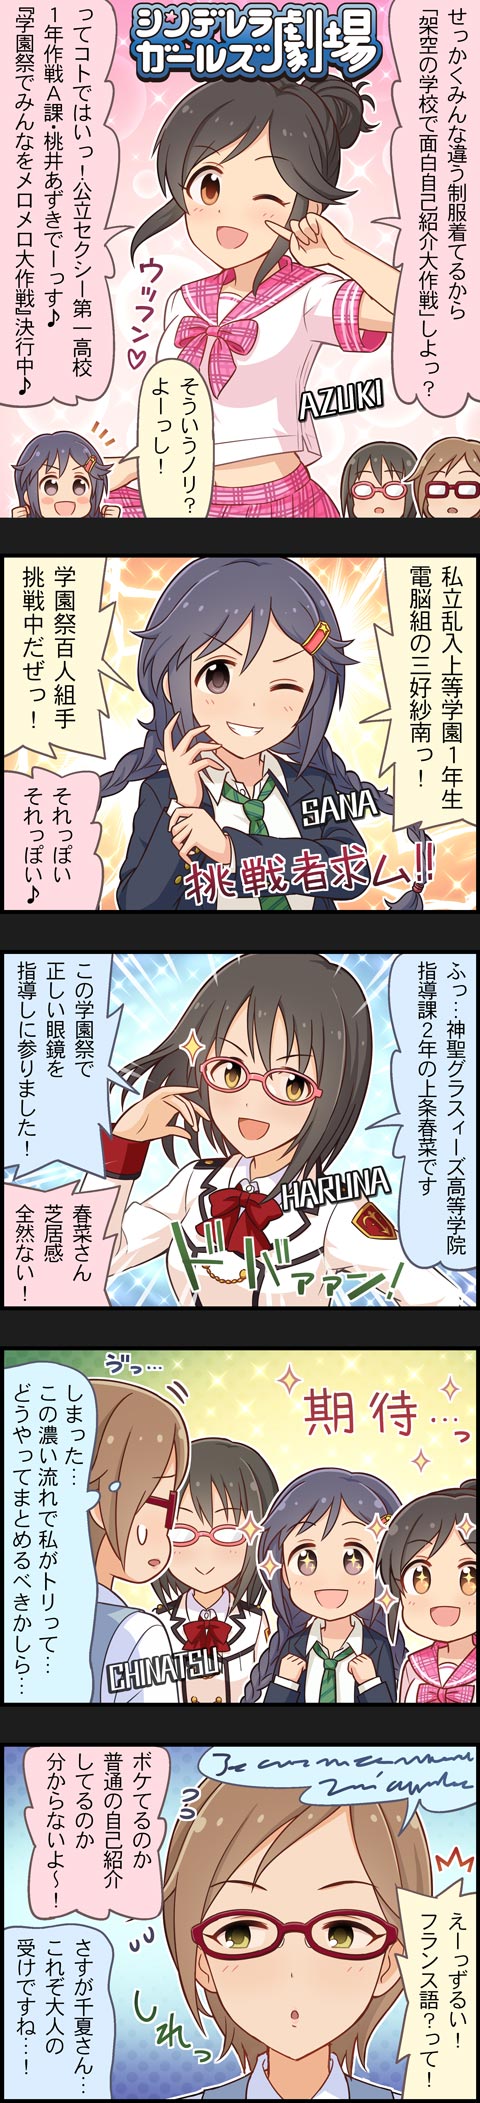 シンデレラ
ガールズ劇場
せっかくみんな違う制服着てるから
「架空の学校で面白自己紹介大作戦」しよっ?
ってコトではいっ!公立セクシー第一高校
1年作戦A課・桃井あずきでーっす♪
『学園祭でみんなをメロメロ大作戦』決行中♪
ウッフン♡
AZUKI
そういうノリ?
よーっし!
私立乱入上等学園1年生
電脳組の三好紗南っ!
学園祭百人組手
挑戦中だぜっ!
SANA
挑戦者求ム!!
それっぽい
それっぽい♪
ふっ…神聖グラスィーズ高等学院
指導課2年の上条春菜です
この学園祭で
正しい眼鏡を
指導しに参りました!
HARUNA
ドバァァン!
春菜さん
芝居感
全然ない!
ゔっ…
期待…っ
しまった…
この濃い流れで私がトリって…
どうやってまとめるべきかしら…
CHINATSU
えーっずるい!
フランス語?って!
ボケてるのか
普通の自己紹介
してるのか
分からないよ~!
しれっ
さすが千夏さん…
これぞ大人の
受けですね…!